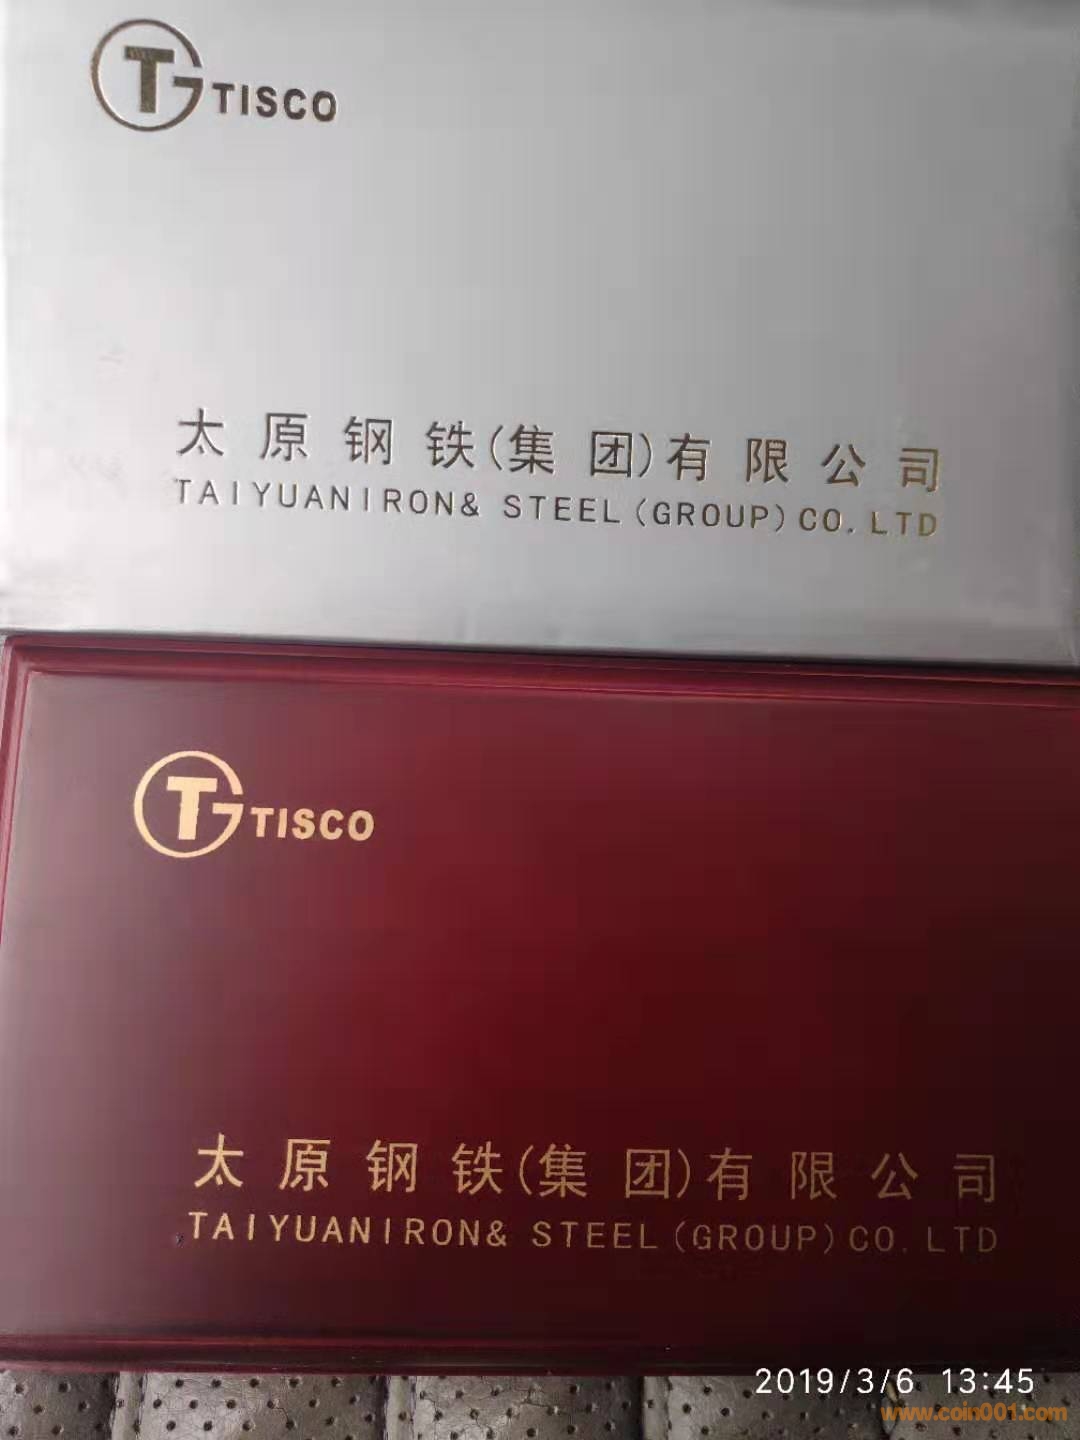 TISCO
太原钢铁(集团)有限公司
TAIYUANIRON& STEEL(GROUP)CO.LTD
TISCO
太原钢铁(集团)有限公司
TAIYUANIRON& STEEL(GROUP)CO.LTD
2019/3/6 13:45
www.coin001.com